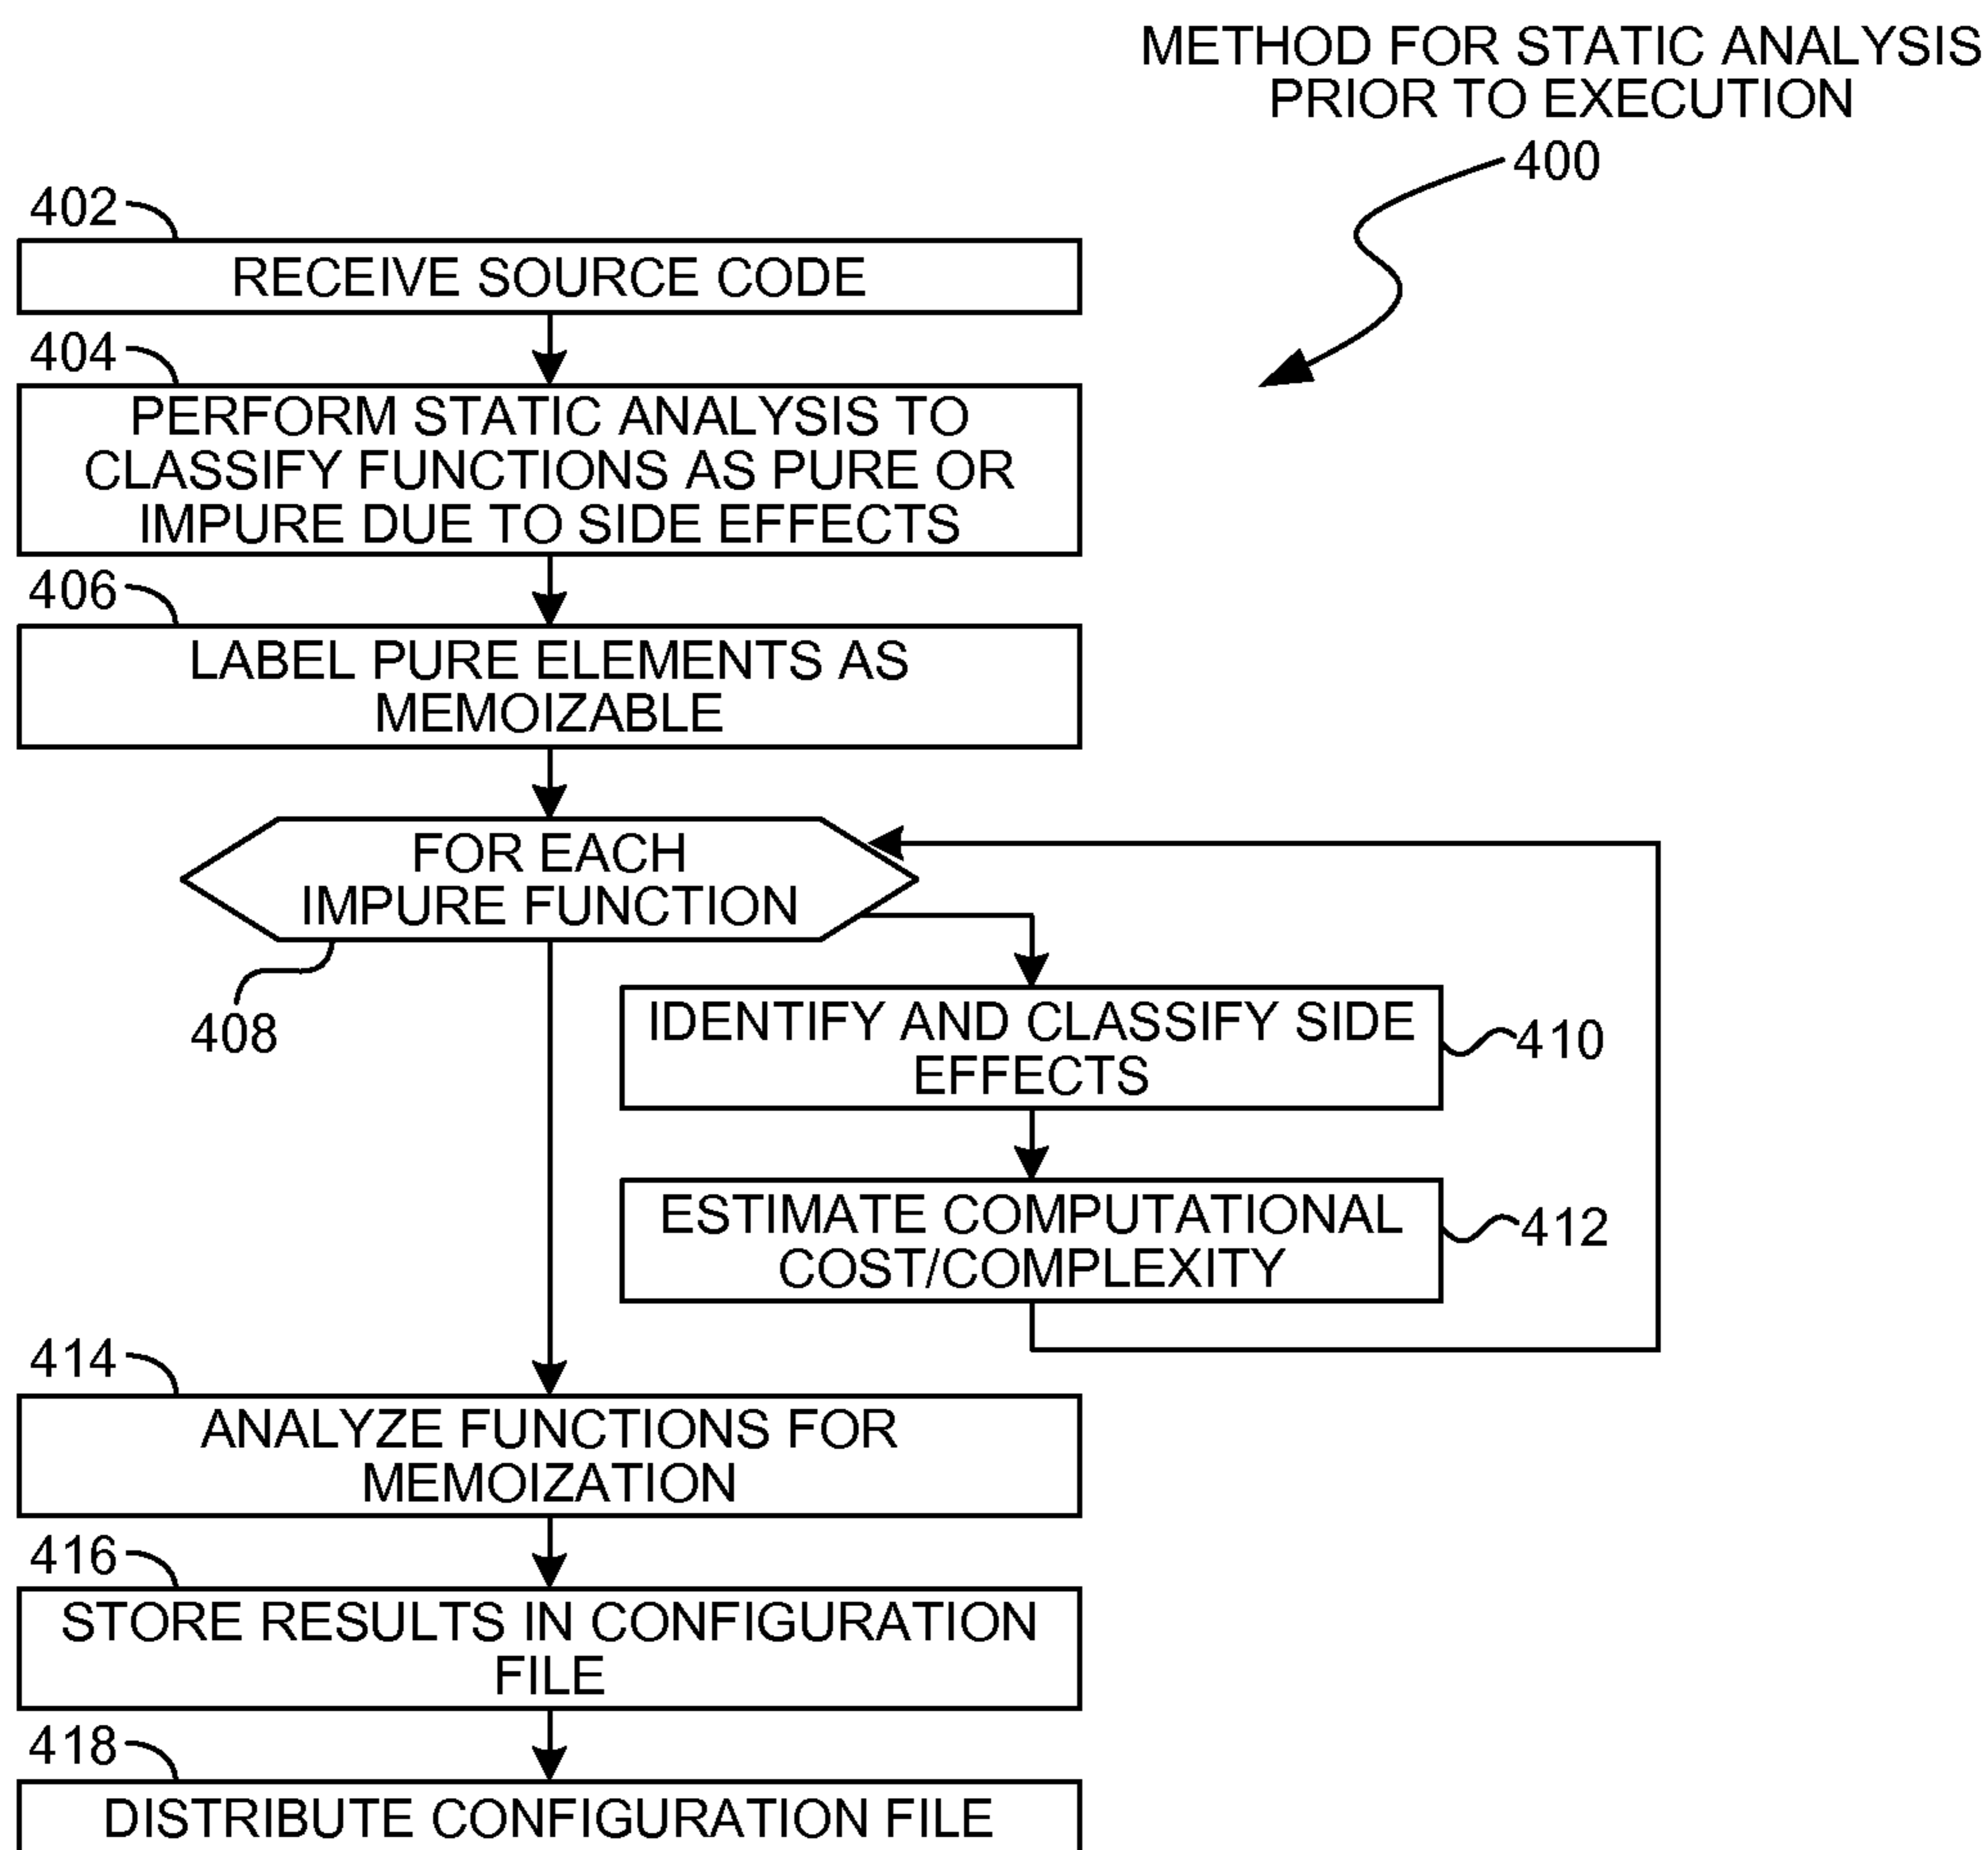 METHOD FOR STATIC ANALYSIS
PRIOR TO EXECUTION
400
402
RECEIVE SOURCE CODE
404
PERFORM STATIC ANALYSIS TO
CLASSIFY FUNCTIONS AS PURE OR
IMPURE DUE TO SIDE EFFECTS
406
LABEL PURE ELEMENTS AS
MEMOIZABLE
FOR EACH
IMPURE FUNCTION
408
IDENTIFY AND CLASSIFY SIDE
EFFECTS
410
ESTIMATE COMPUTATIONAL
COST/COMPLEXITY
412
414
ANALYZE FUNCTIONS FOR
MEMOIZATION
416
STORE RESULTS IN CONFIGURATION
FILE
418
DISTRIBUTE CONFIGURATION FILE